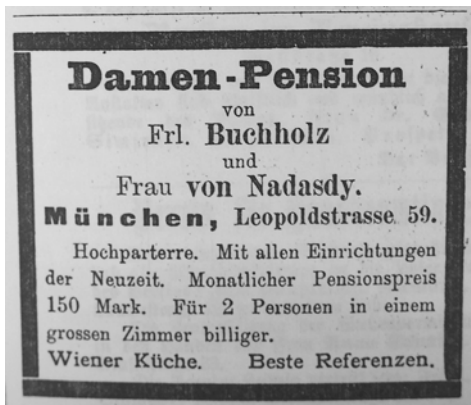 Damen-Pension
von
Frl. Buchholz
und
Frau von Nadasdy.
München, Leopoldstrasse 59.
Hochparterre. Mit allen Einrichtungen
der Neuzeit. Monatlicher Pensionspreis
150 Mark. Für 2 Personen in einem
grossen Zimmer billiger.
Wiener Küche. Beste Referenzen.